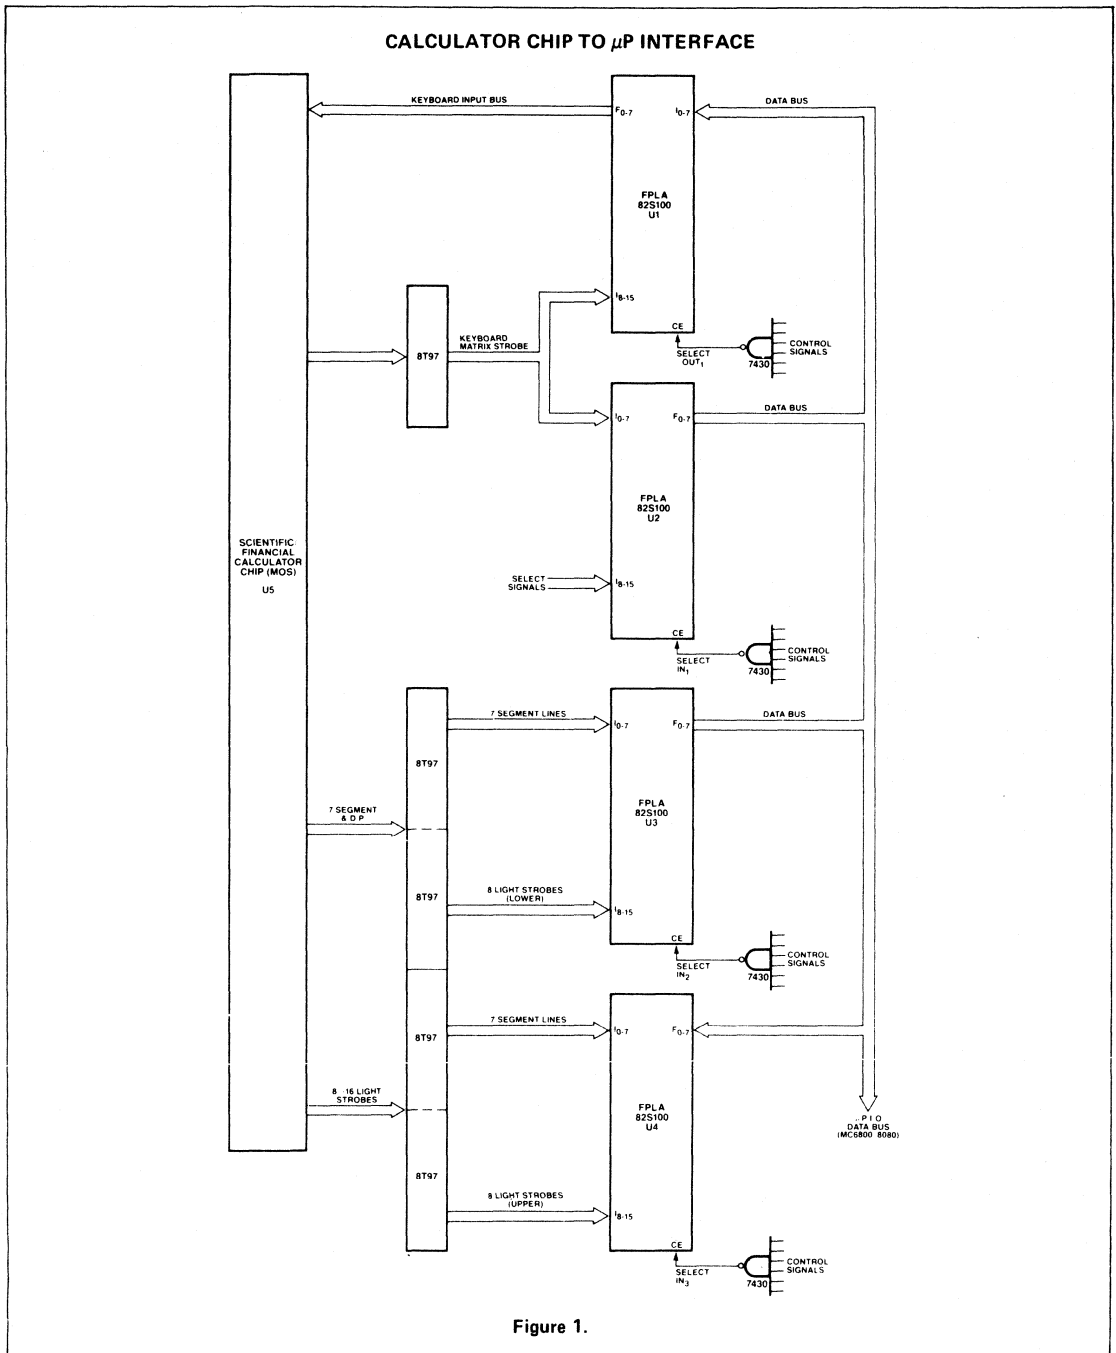 CALCULATOR CHIP TO μP INTERFACE
KEYBOARD INPUT BUS
F0-7
I0-7
DATA BUS
FPLA
82S100
U1
I8-15
CE
SELECT
OUT1
7430
CONTROL
SIGNALS
8T97
KEYBOARD
MATRIX STROBE
I0-7
F0-7
DATA BUS
FPLA
82S100
U2
SELECT
SIGNALS
I8-15
CE
SELECT
IN1
7430
CONTROL
SIGNALS
SCIENTIFIC
FINANCIAL
CALCULATOR
CHIP (MOS)
U5
7 SEGMENT LINES
I0-7
F0-7
DATA BUS
8T97
FPLA
82S100
U3
7 SEGMENT
& D P
8T97
8 LIGHT STROBES
(LOWER)
I8-15
CE
SELECT
IN2
7430
CONTROL
SIGNALS
7 SEGMENT LINES
I0-7
F0-7
8T97
FPLA
82S100
U4
8 -16 LIGHT
STROBES
P I O
DATA BUS
(MC6800 8080)
8T97
8 LIGHT STROBES
(UPPER)
I8-15
CE
SELECT
IN3
7430
CONTROL
SIGNALS
Figure 1.